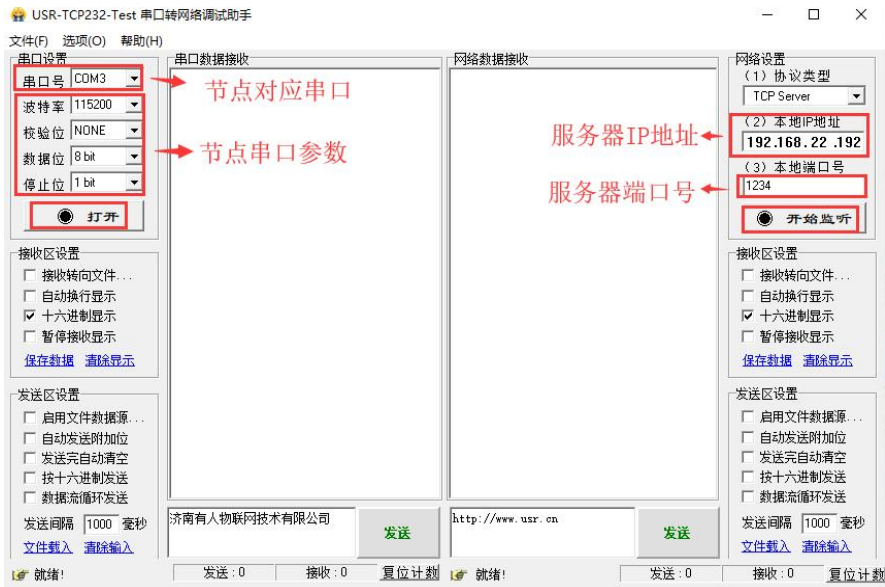 USR-TCP232-Test 串口转网络调试助手
文件(F) 选项(O) 帮助(H)
串口设置
串口号 COM3
波特率 115200
校验位 NONE
数据位 8 bit
停止位 1 bit
打开
接收区设置
接收转向文件...
自动换行显示
十六进制显示
暂停接收显示
保存数据 清除显示
发送区设置
启用文件数据源...
自动发送附加位
发送完自动清空
按十六进制发送
数据流循环发送
发送间隔 1000 毫秒
文件载入 清除输入
串口数据接收
节点对应串口
节点串口参数
济南有人物联网技术有限公司
发送
网络数据接收
服务器IP地址
服务器端口号
http://www.usr.cn
发送
网络设置
(1) 协议类型
TCP Server
(2) 本地IP地址
192.168.22.192
(3) 本地端口号
1234
开始监听
接收区设置
接收转向文件...
自动换行显示
十六进制显示
暂停接收显示
保存数据 清除显示
发送区设置
启用文件数据源...
自动发送附加位
发送完自动清空
按十六进制发送
数据流循环发送
发送间隔 1000 毫秒
文件载入 清除输入
就绪! 发送:0 接收:0 复位计数 就绪! 发送:0 接收:0 复位计数